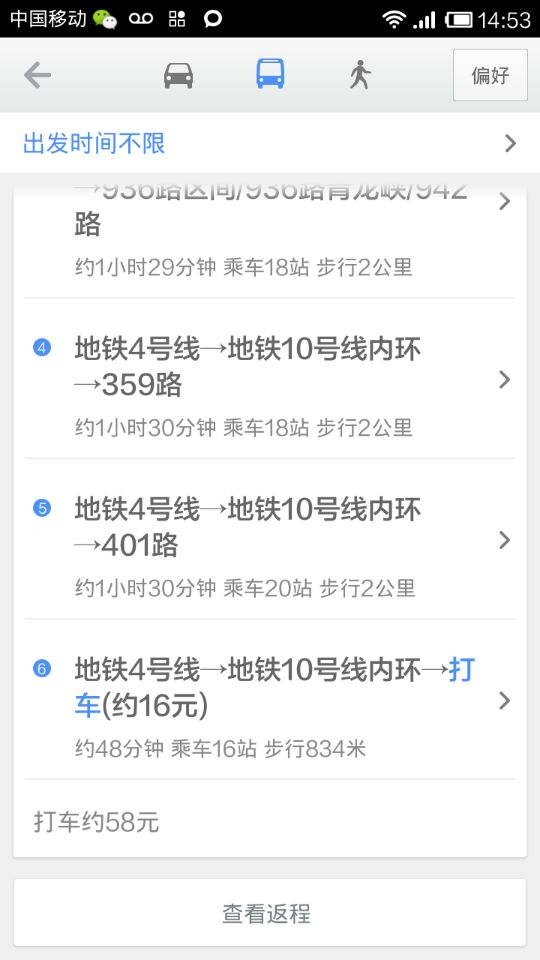 中国移动
14:53
偏好
出发时间不限
→936路区间/936路青龙峡/942
路
约1小时29分钟 乘车18站 步行2公里
4
地铁4号线→地铁10号线内环
→359路
约1小时30分钟 乘车18站 步行2公里
5
地铁4号线→地铁10号线内环
→401路
约1小时30分钟 乘车20站 步行2公里
6
地铁4号线→地铁10号线内环→打
车(约16元)
约48分钟 乘车16站 步行834米
打车约58元
查看返程